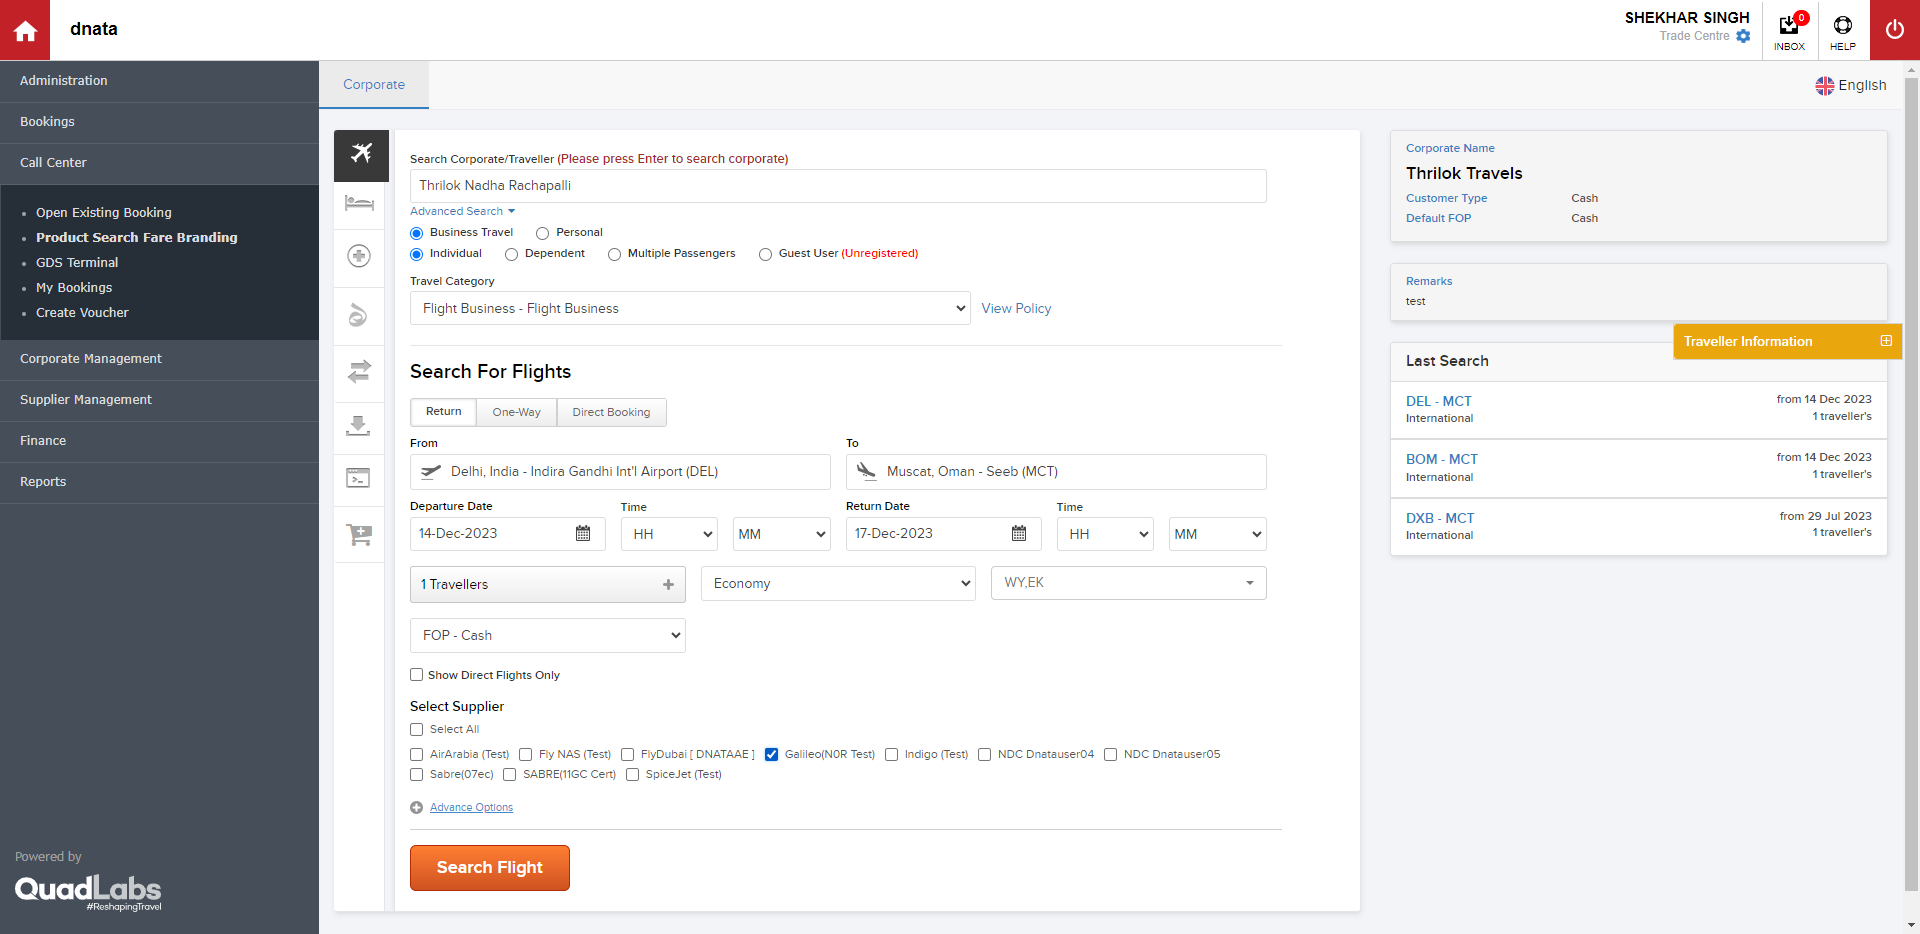 dnata
SHEKHAR SINGH
Trade Centre
0
INBOX
HELP
Administration
Bookings
Call Center
Open Existing Booking
Product Search Fare Branding
GDS Terminal
My Bookings
Create Voucher
Corporate Management
Supplier Management
Finance
Reports
Powered by
QuadLabs
#ReshapingTravel
Corporate
English
Search Corporate/Traveller (Please press Enter to search corporate)
Thrilok Nadha Rachapalli
Advanced Search
Business Travel Personal
Individual Dependent Multiple Passengers Guest User (Unregistered)
Travel Category
Flight Business - Flight Business View Policy
Search For Flights
Return One-Way Direct Booking
From To
Delhi, India - Indira Gandhi Int'l Airport (DEL) Muscat, Oman - Seeb (MCT)
Departure Date Time Return Date Time
14-Dec-2023 HH MM 17-Dec-2023 HH MM
1 Travellers Economy WY,EK
FOP - Cash
Show Direct Flights Only
Select Supplier
Select All
AirArabia (Test) Fly NAS (Test) FlyDubai [ DNATAAE ] Galileo(N0R Test) Indigo (Test) NDC Dnatauser04 NDC Dnatauser05
Sabre(07ec) SABRE(11GC Cert) SpiceJet (Test)
Advance Options
Search Flight
Corporate Name
Thrilok Travels
Customer Type Cash
Default FOP Cash
Remarks
test
Traveller Information
Last Search
DEL - MCT from 14 Dec 2023
International 1 traveller's
BOM - MCT from 14 Dec 2023
International 1 traveller's
DXB - MCT from 29 Jul 2023
International 1 traveller's